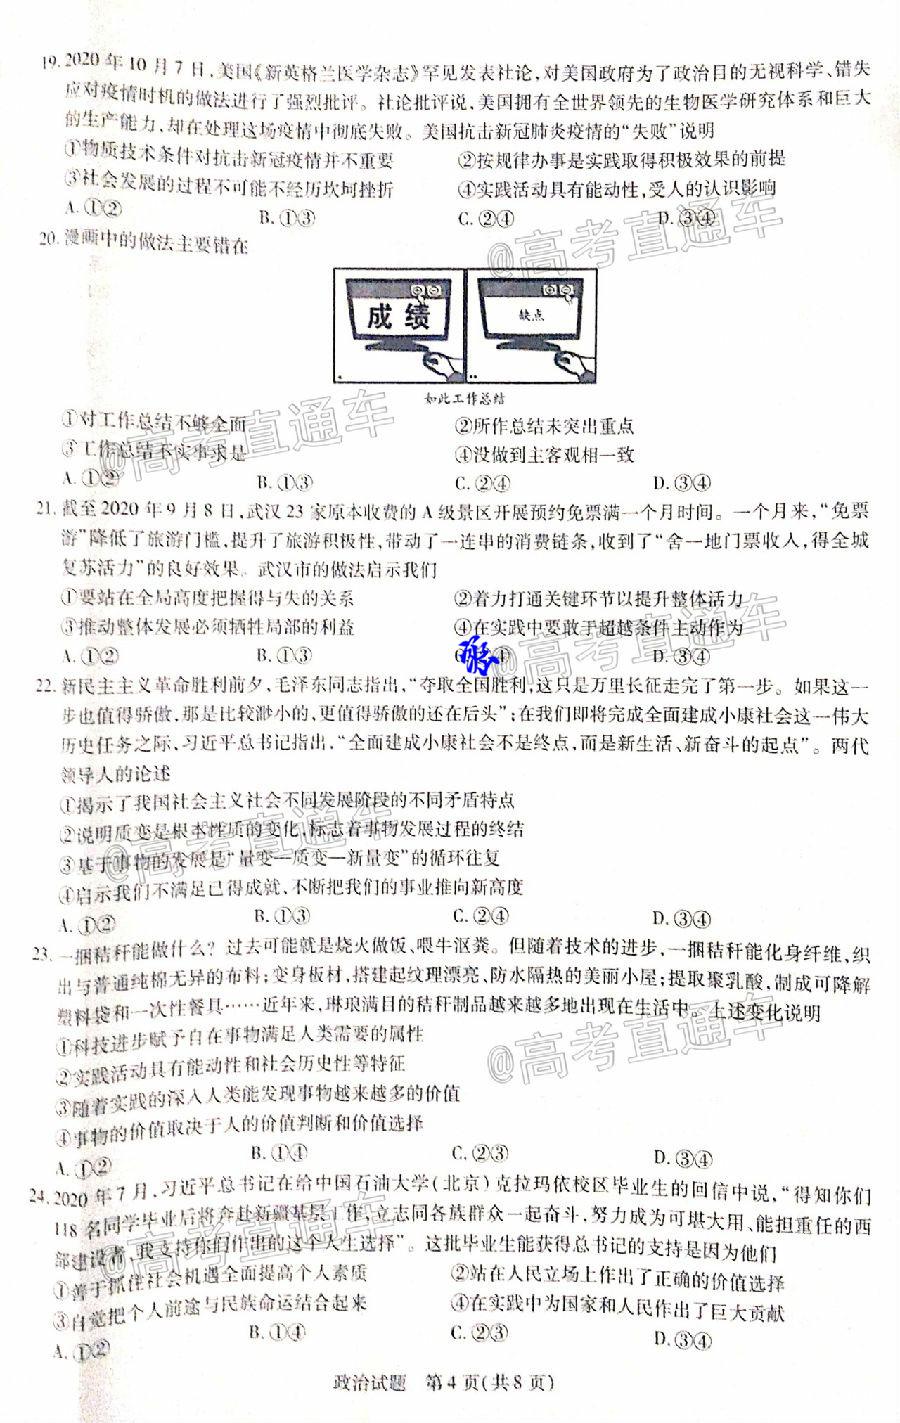 19. 2020 年 10 月 7 日,美国《新英格兰医学杂志》罕见发表社论,对美国政府为了政治目的无视科学、错失
应对疫情时机的做法进行了强烈批评。社论批评说,美国拥有全世界领先的生物医学研究体系和巨大
的生产能力,却在处理这场疫情中彻底失败。美国抗击新冠肺炎疫情的“失败”说明
①物质技术条件对抗击新冠疫情并不重要 ②按规律办事是实践取得积极效果的前提
③社会发展的过程不可能不经历坎坷挫折 ④实践活动具有能动性,受人的认识影响
A. ①② B. ①③ C. ②④ D. ③④
20. 漫画中的做法主要错在
成绩 缺点
如此工作总结
①对工作总结不够全面 ②所作总结未突出重点
③工作总结不实事求是 ④没做到主客观相一致
A. ①② B. ①③ C. ②④ D. ③④
21. 截至 2020 年 9 月 8 日,武汉 23 家原本收费的 A 级景区开展预约免票满一个月时间。一个月来,“免票
游”降低了旅游门槛,提升了旅游积极性,带动了一连串的消费链条,收到了“舍一地门票收人,得全城
复苏活力”的良好效果。武汉市的做法启示我们
①要站在全局高度把握得与失的关系 ②着力打通关键环节以提升整体活力
③推动整体发展必须牺牲局部的利益 ④在实践中要敢于超越条件主动作为
A. ①② B. ①③ ④ D. ③④
22. 新民主主义革命胜利前夕,毛泽东同志指出,“夺取全国胜利,这只是万里长征走完了第一步。如果这一
步也值得骄傲,那是比较渺小的,更值得骄傲的还在后头”;在我们即将完成全面建成小康社会这一伟大
历史任务之际,习近平总书记指出,“全面建成小康社会不是终点,而是新生活、新奋斗的起点”。两代
领导人的论述
①揭示了我国社会主义社会不同发展阶段的不同矛盾特点
②说明质变是根本性质的变化,标志着事物发展过程的终结
③基于事物的发展是“量变—质变—新量变”的循环往复
④启示我们不满足已得成就,不断把我们的事业推向新高度
A. ①② B. ①③ C. ②④ D. ③④
23. 一捆秸秆能做什么?过去可能就是烧火做饭、喂牛沤粪。但随着技术的进步,一捆秸秆能化身纤维,织
出与普通纯棉无异的布料;变身板材,搭建起纹理漂亮、防水隔热的美丽小屋;提取聚乳酸,制成可降解
塑料袋和一次性餐具……近年来,琳琅满目的秸秆制品越来越多地出现在生活中。上述变化说明
①科技进步赋予自在事物满足人类需要的属性
②实践活动具有能动性和社会历史性等特征
③随着实践的深入人类能发现事物越来越多的价值
④事物的价值取决于人的价值判断和价值选择
A. ①② B. ①④ C. ②③ D. ③④
24. 2020 年 7 月,习近平总书记在给中国石油大学(北京)克拉玛依校区毕业生的回信中说,“得知你们
118 名同学毕业后将奔赴新疆基层工作,立志同各族群众一起奋斗,努力成为可堪大用、能担重任的西
部建设者,我支持你们作出的这个人生选择”。这批毕业生能获得总书记的支持是因为他们
①善于抓住社会机遇全面提高个人素质 ②站在人民立场上作出了正确的价值选择
③自觉把个人前途与民族命运结合起来 ④在实践中为国家和人民作出了巨大贡献
A. ①② B. ①④ C. ②③ D. ③④
政治试题 第 4 页(共 8 页)
@高考直通车
@高考直通车
@高考直通车
@高考直通车
@高考直通车
@高考直通车